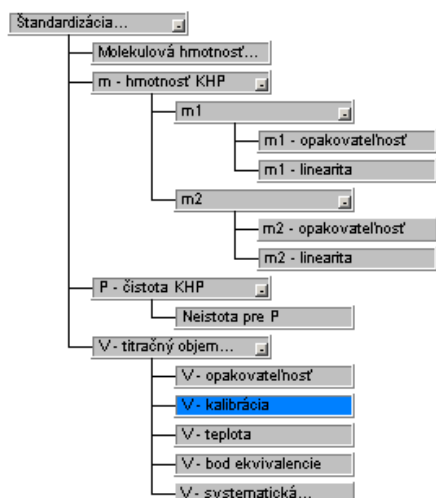 Štandardizácia...
Molekulová hmotnosť...
m - hmotnosť KHP
m1
m1 - opakovateľnosť
m1 - linearita
m2
m2 - opakovateľnosť
m2 - linearita
P - čistota KHP
Neistota pre P
V - titračný objem...
V - opakovateľnosť
V - kalibrácia
V - teplota
V - bod ekvivalencie
V - systematická...